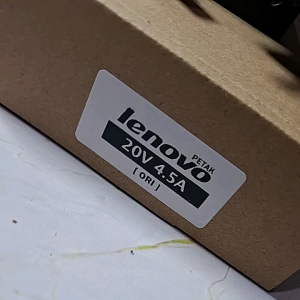 lenovo
PETAK
20V 4.5A
[ ORI ]